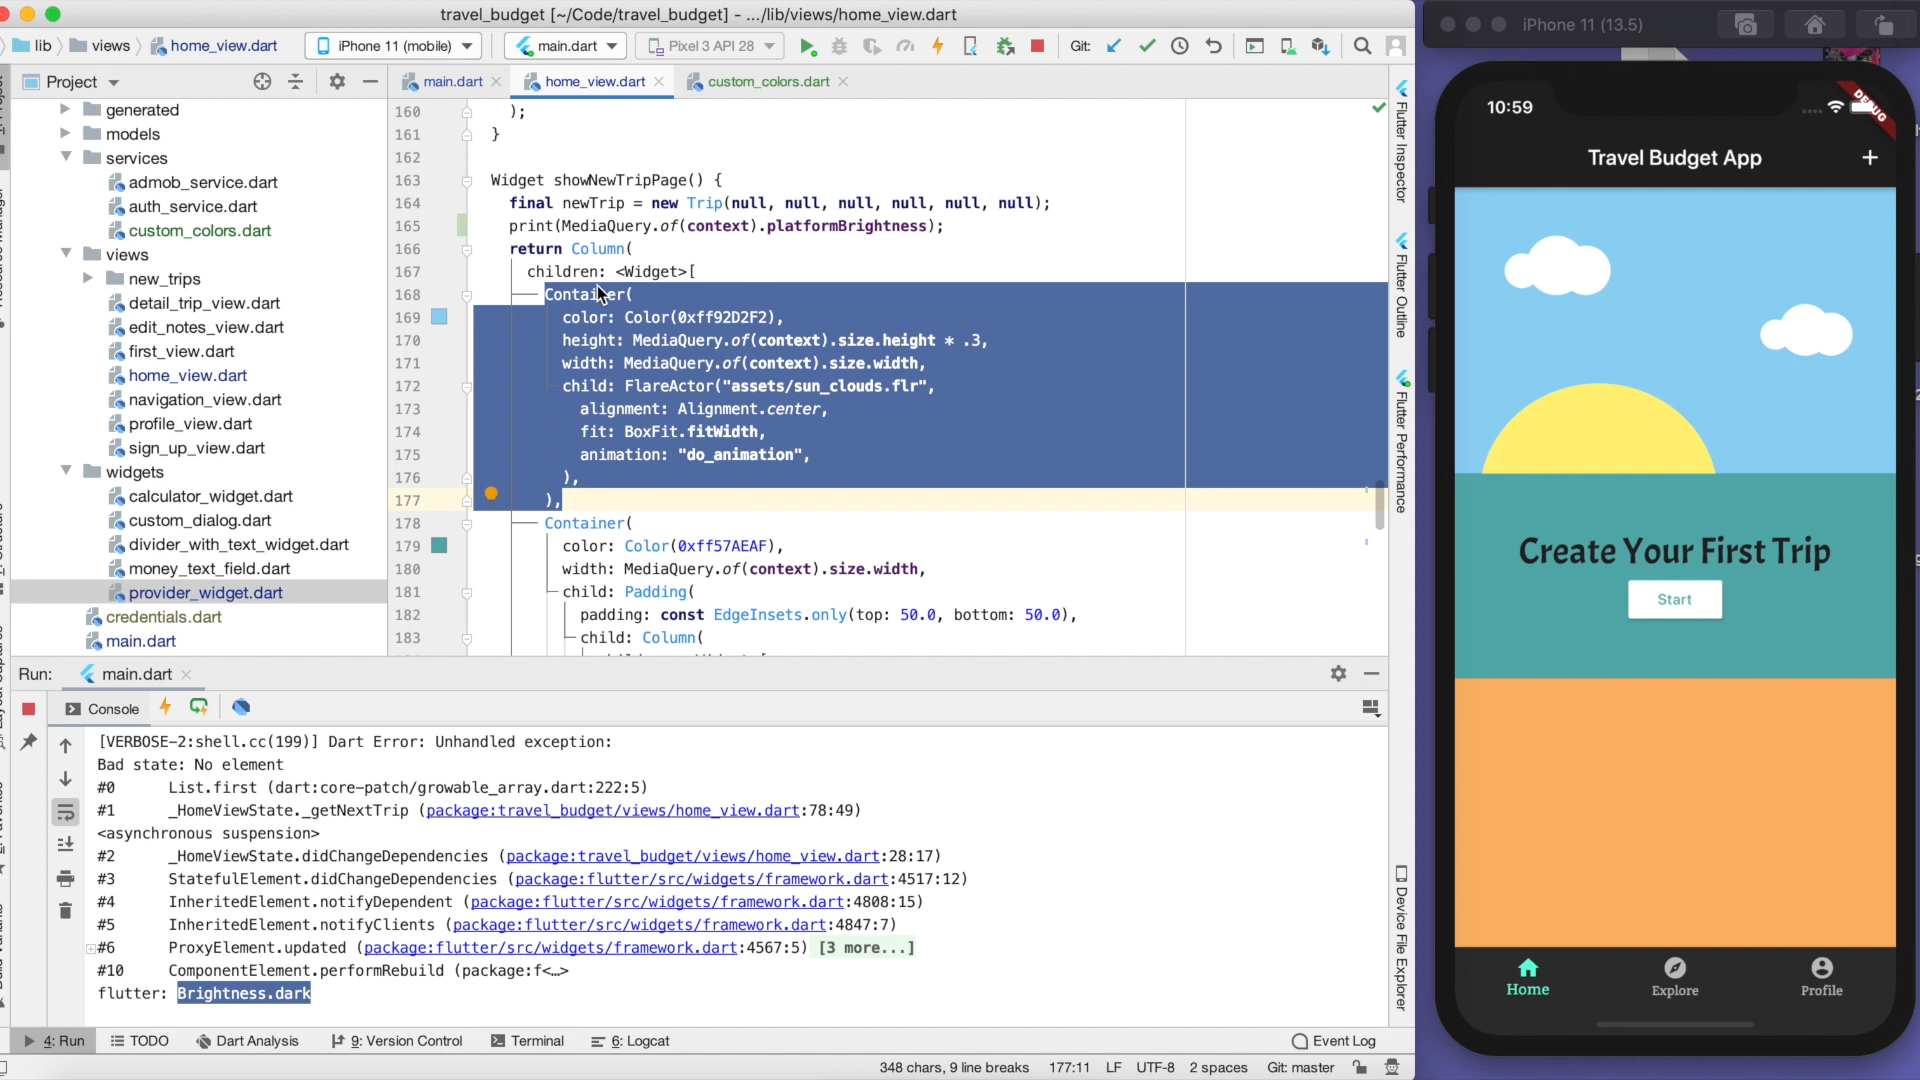 travel_budget [~/Code/travel_budget] - .../lib/views/home_view.dart
lib
views
home_view.dart
iPhone 11 (mobile)
main.dart
Pixel 3 API 28
Git:
Project
main.dart
home_view.dart
custom_colors.dart
generated
models
services
admob_service.dart
auth_service.dart
custom_colors.dart
views
new_trips
detail_trip_view.dart
edit_notes_view.dart
first_view.dart
home_view.dart
navigation_view.dart
profile_view.dart
sign_up_view.dart
widgets
calculator_widget.dart
custom_dialog.dart
divider_with_text_widget.dart
money_text_field.dart
provider_widget.dart
credentials.dart
main.dart
160 );
161 }
162
163 Widget showNewTripPage() {
164 final newTrip = new Trip(null, null, null, null, null, null);
165 print(MediaQuery.of(context).platformBrightness);
166 return Column(
167 children: <Widget>[
168 Container(
169 color: Color(0xff92D2F2),
170 height: MediaQuery.of(context).size.height * .3,
171 width: MediaQuery.of(context).size.width,
172 child: FlareActor("assets/sun_clouds.flr",
173 alignment: Alignment.center,
174 fit: BoxFit.fitWidth,
175 animation: "do_animation",
176 ),
177 ),
178 Container(
179 color: Color(0xff57AEAF),
180 width: MediaQuery.of(context).size.width,
181 child: Padding(
182 padding: const EdgeInsets.only(top: 50.0, bottom: 50.0),
183 child: Column(
Flutter Inspector
Flutter Outline
Flutter Performance
Device File Explorer
Run:
main.dart
Console
[VERBOSE-2:shell.cc(199)] Dart Error: Unhandled exception:
Bad state: No element
#0 List.first (dart:core-patch/growable_array.dart:222:5)
#1 _HomeViewState._getNextTrip (package:travel_budget/views/home_view.dart:78:49)
<asynchronous suspension>
#2 _HomeViewState.didChangeDependencies (package:travel_budget/views/home_view.dart:28:17)
#3 StatefulElement.didChangeDependencies (package:flutter/src/widgets/framework.dart:4517:12)
#4 InheritedElement.notifyDependent (package:flutter/src/widgets/framework.dart:4808:15)
#5 InheritedElement.notifyClients (package:flutter/src/widgets/framework.dart:4847:7)
#6 ProxyElement.updated (package:flutter/src/widgets/framework.dart:4567:5) [3 more...]
#10 ComponentElement.performRebuild (package:f<…>
flutter: Brightness.dark
4: Run
TODO
Dart Analysis
9: Version Control
Terminal
6: Logcat
Event Log
348 chars, 9 line breaks
177:11
LF
UTF-8
2 spaces
Git: master
iPhone 11 (13.5)
10:59
DEBUG
Travel Budget App
+
Create Your First Trip
Start
Home
Explore
Profile